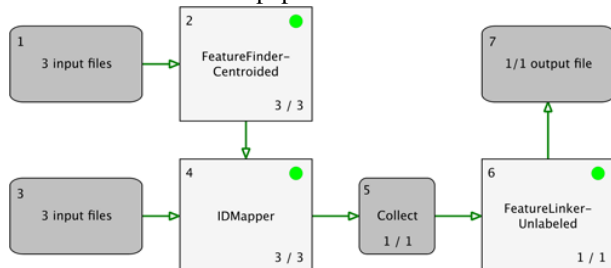 1
3 input files
2
FeatureFinder-
Centroided
3 / 3
7
1/1 output file
3
3 input files
4
IDMapper
3 / 3
5
Collect
1 / 1
6
FeatureLinker-
Unlabeled
1 / 1